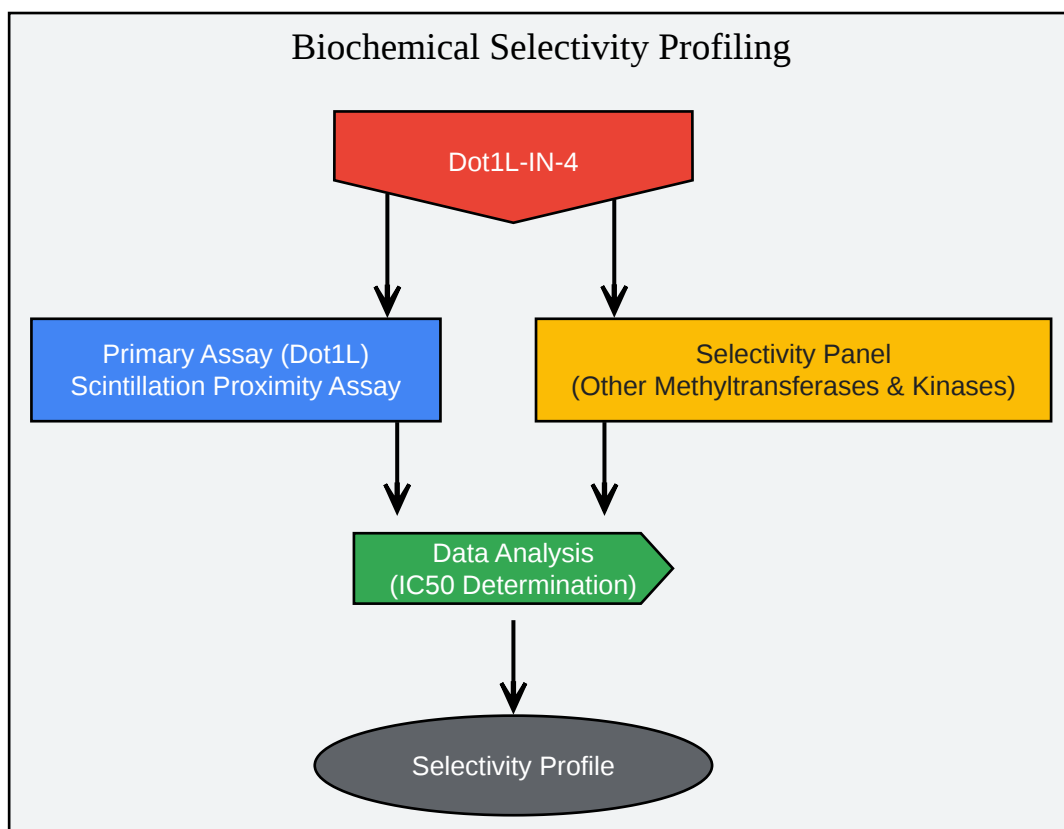 Biochemical Selectivity Profiling
Dot1L-IN-4
Primary Assay (Dot1L)
Scintillation Proximity Assay
Selectivity Panel
(Other Methyltransferases & Kinases)
Data Analysis
(IC50 Determination)
Selectivity Profile